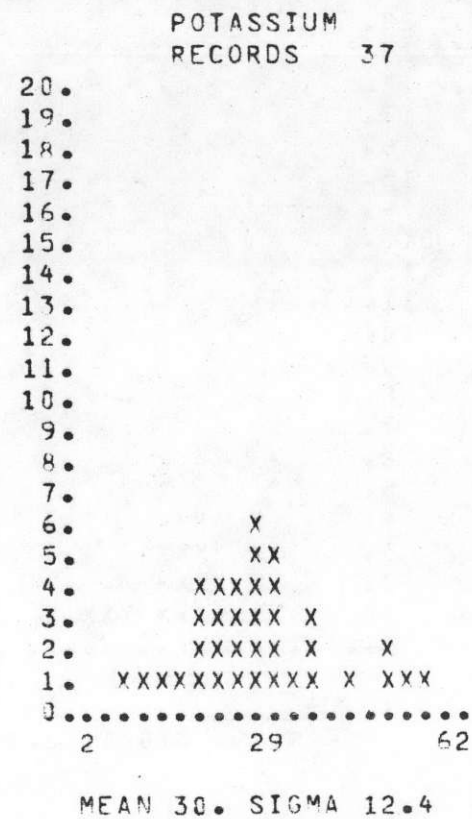 POTASSIUM
RECORDS 37
20.
19.
18.
17.
16.
15.
14.
13.
12.
11.
10.
9.
8.
7.
6. X
5. XX
4. XXXXX
3. XXXXX X
2. XXXXX X X
1. XXXXXXXXXXX X XXX
0......................
2 29 62
MEAN 30. SIGMA 12.4